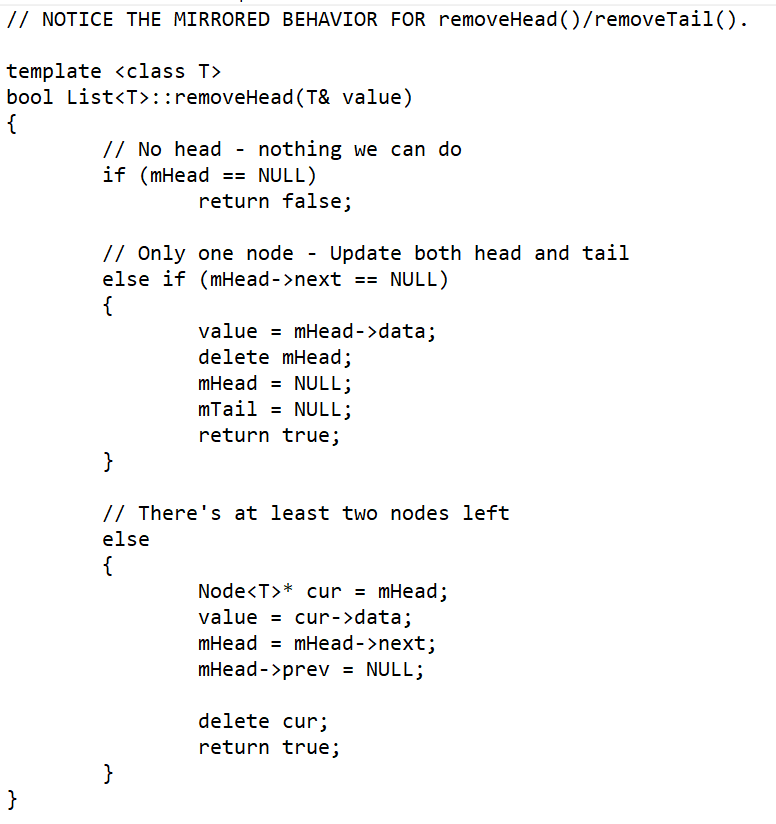 // NOTICE THE MIRRORED BEHAVIOR FOR removeHead()/removeTail().
template <class T>
bool List<T>::removeHead(T& value)
{
// No head - nothing we can do
if (mHead == NULL)
return false;
// Only one node - Update both head and tail
else if (mHead->next == NULL)
{
value = mHead->data;
delete mHead;
mHead = NULL;
mTail = NULL;
return true;
}
// There's at least two nodes left
else
{
Node<T>* cur = mHead;
value = cur->data;
mHead = mHead->next;
mHead->prev = NULL;
delete cur;
return true;
}
}